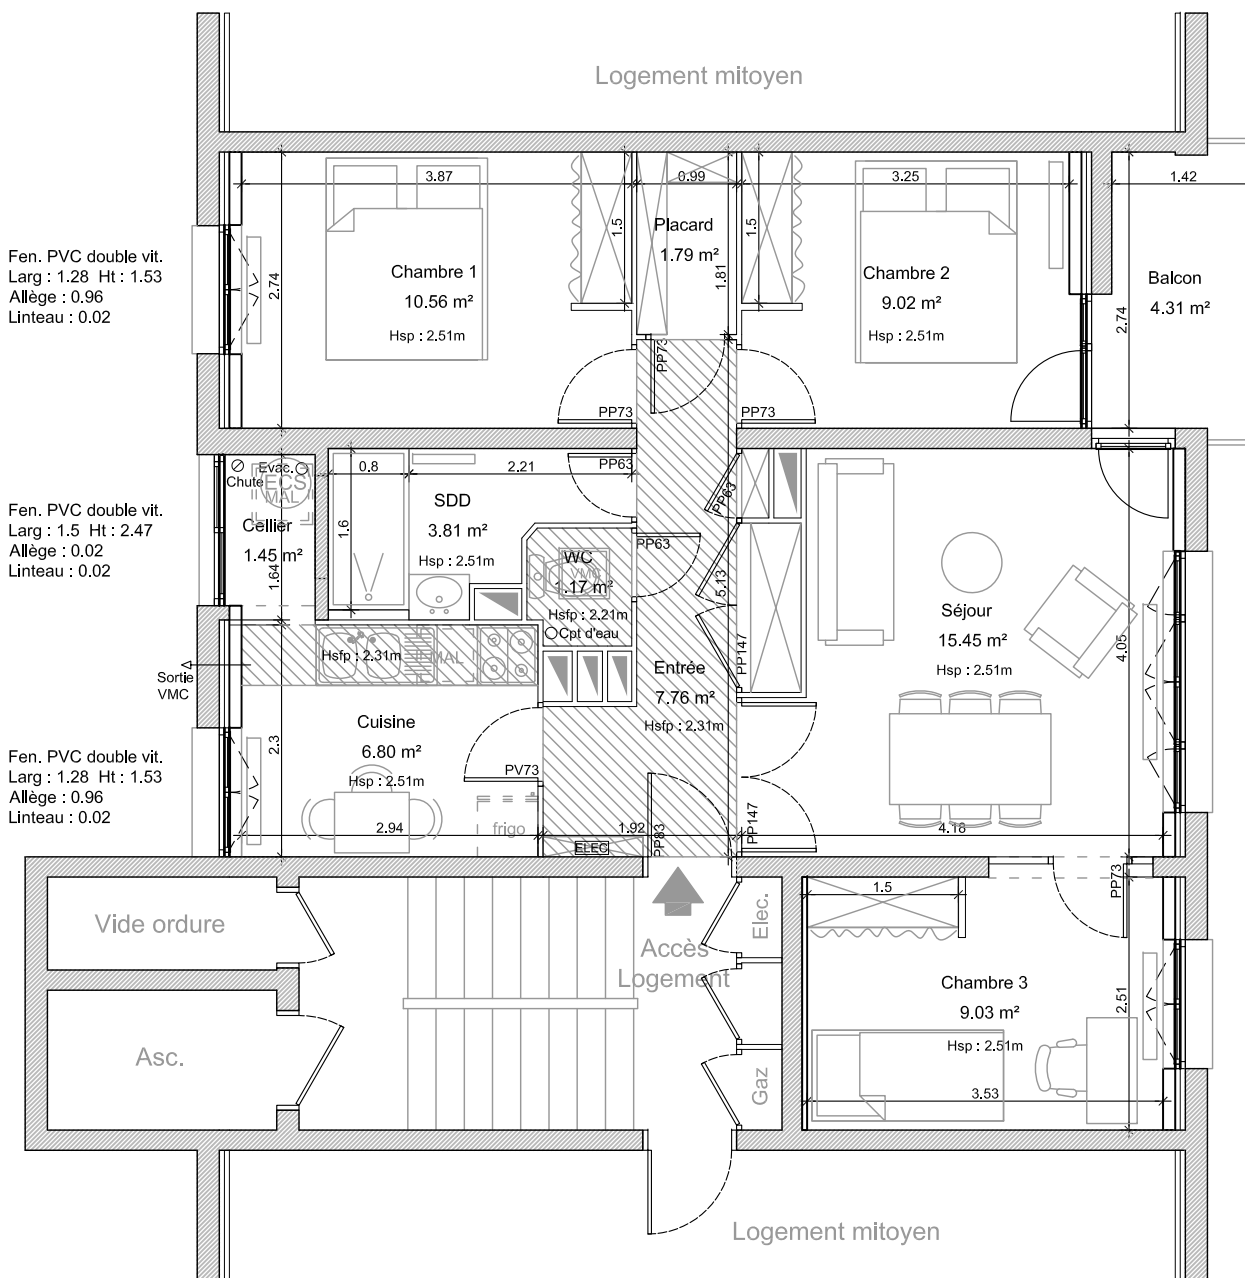 Logement mitoyen
3.87
0.99
3.25
1.42
1.5
Placard
1.79 m²
1.5
1.81
Fen. PVC double vit.
Larg : 1.28 Ht : 1.53
Allège : 0.96
Linteau : 0.02
2.74
Chambre 1
10.56 m²
Hsp : 2.51m
Chambre 2
9.02 m²
Hsp : 2.51m
Balcon
4.31 m²
2.74
PP73
PP73
PP73
Chute
Evac.
ECS
MAL
0.8
2.21
PP63
Fen. PVC double vit.
Larg : 1.5 Ht : 2.47
Allège : 0.02
Linteau : 0.02
Cellier
1.45 m²
1.64
1.6
SDD
3.81 m²
Hsp : 2.51m
PP63
PP63
WC
VMC
1.17 m²
Hsfp : 2.21m
Cpt d'eau
5.13
Séjour
15.45 m²
Hsp : 2.51m
4.05
Hsfp : 2.31m
MAL
Sortie
VMC
Entrée
7.76 m²
Hsfp : 2.31m
PP147
Fen. PVC double vit.
Larg : 1.28 Ht : 1.53
Allège : 0.96
Linteau : 0.02
2.3
Cuisine
6.80 m²
Hsp : 2.51m
PV73
frigo
2.94
1.92
ELEC
PP83
PP147
4.18
PP73
Vide ordure
Asc.
Accès
Logement
Elec.
Gaz
1.5
Chambre 3
9.03 m²
Hsp : 2.51m
2.51
3.53
Logement mitoyen